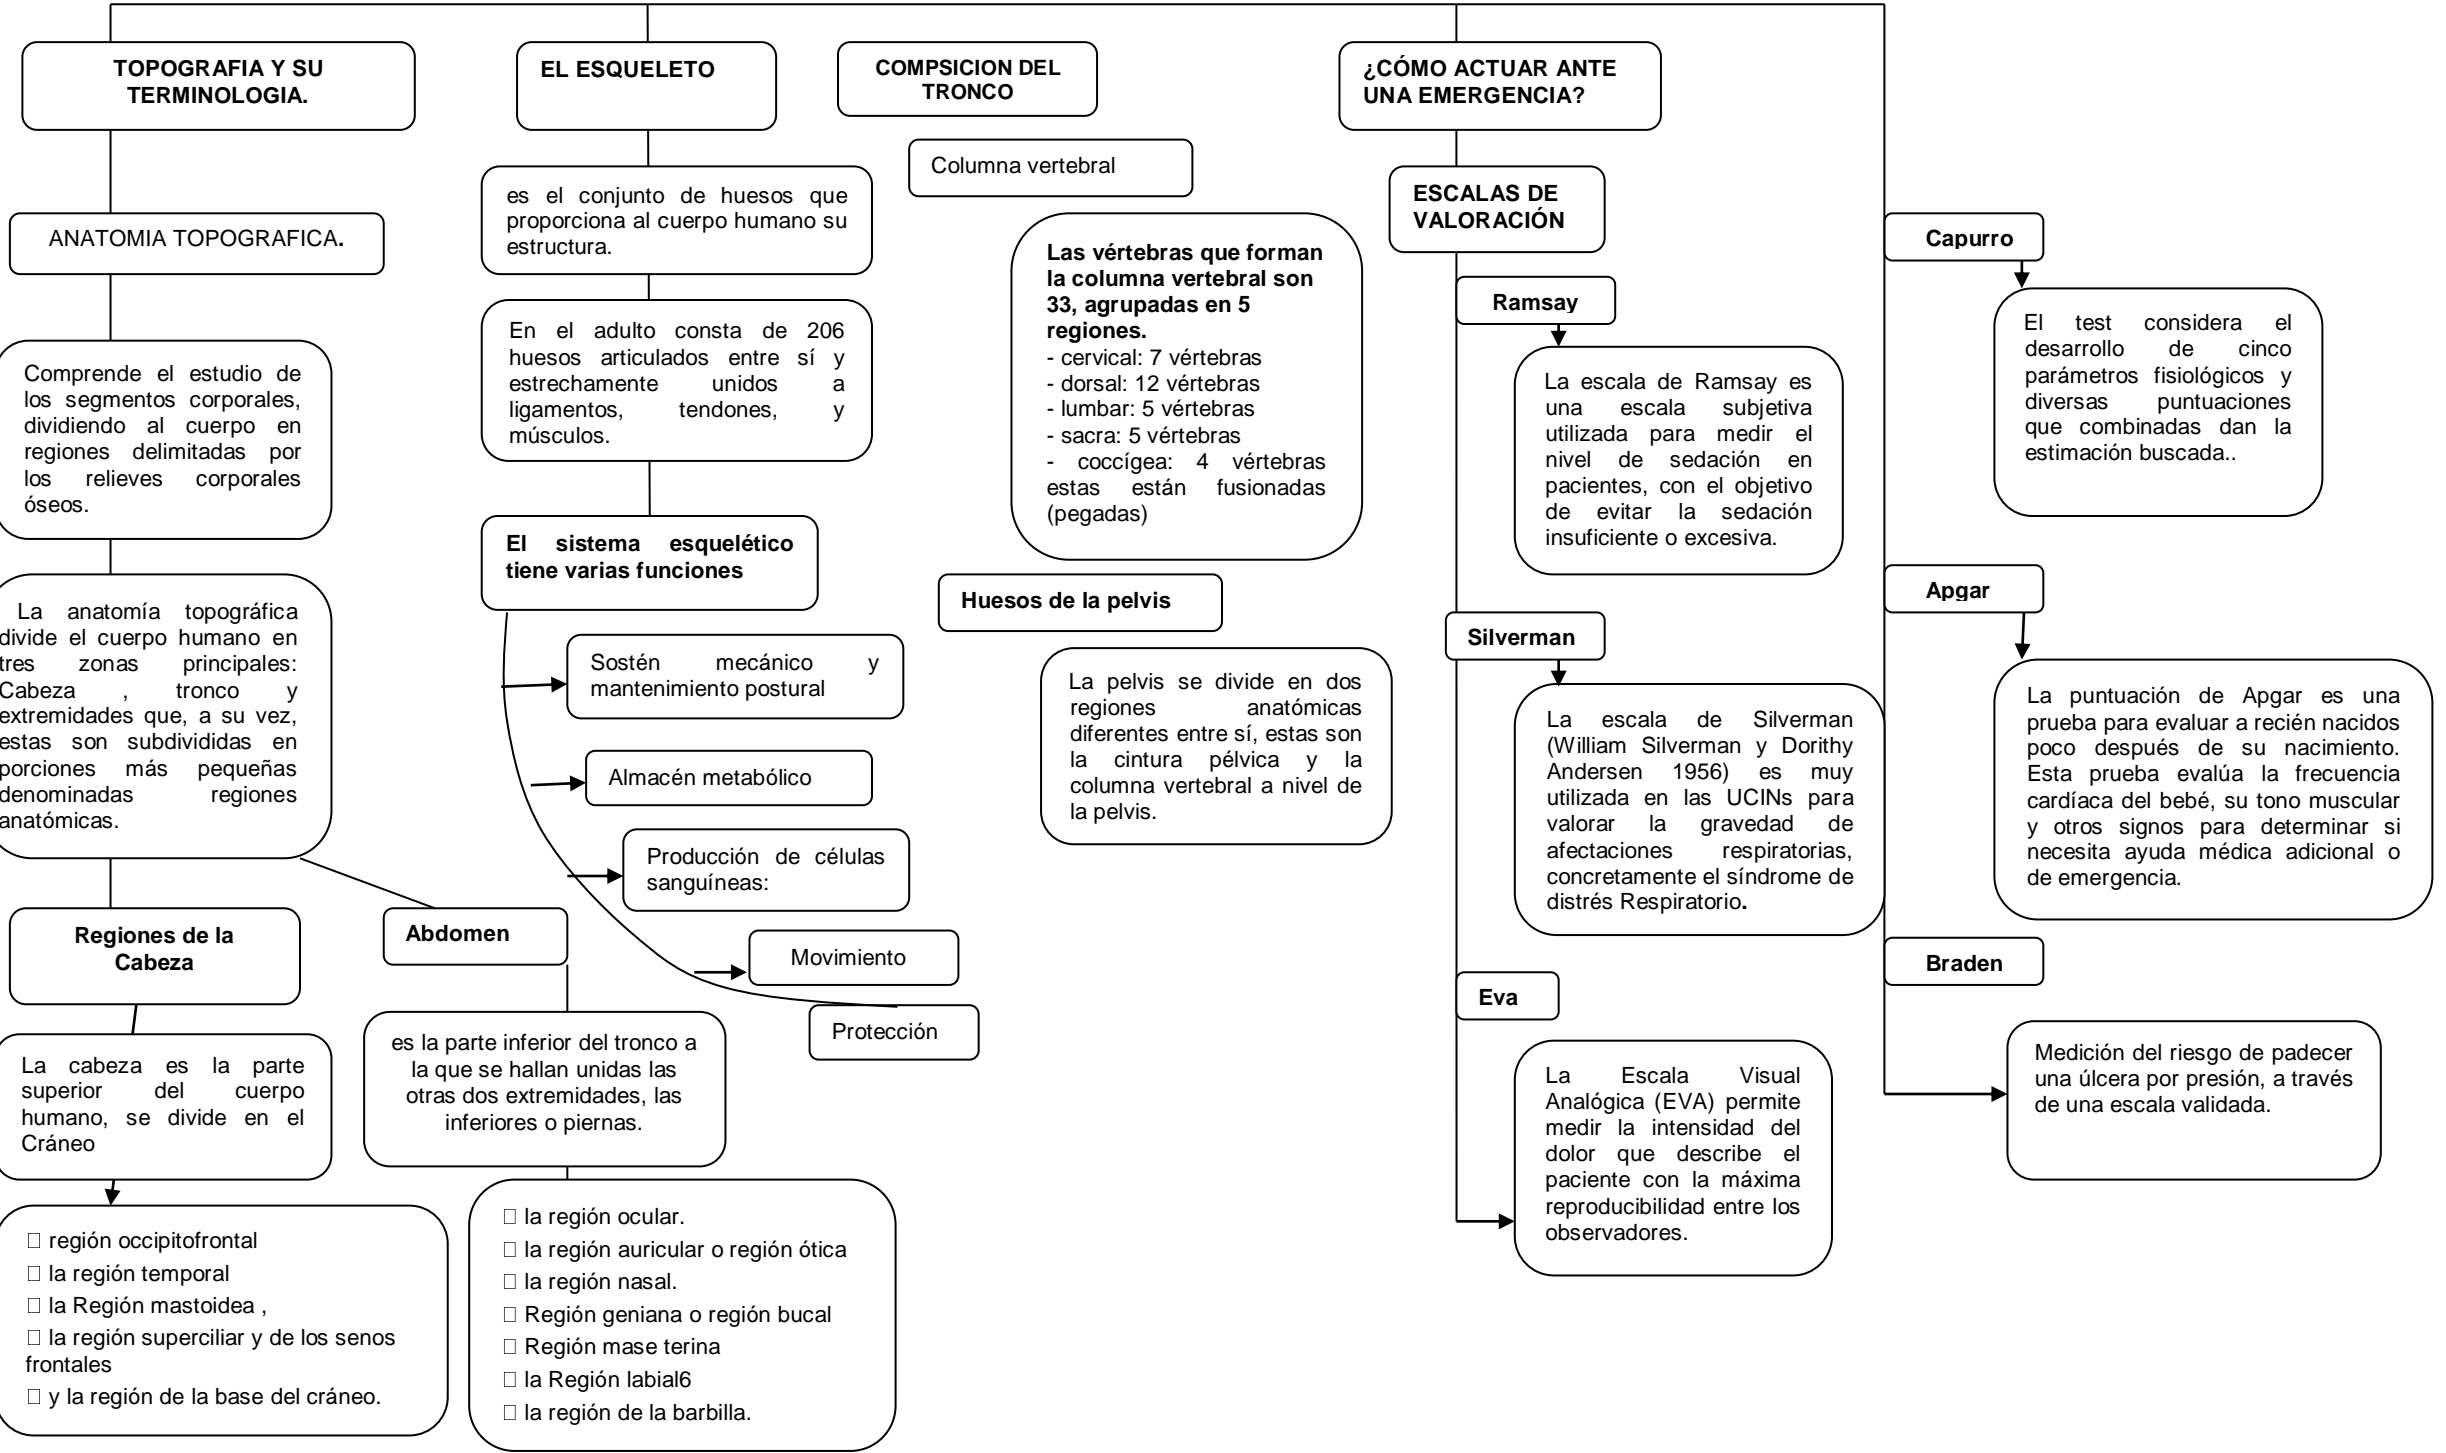 TOPOGRAFIA Y SU
TERMINOLOGIA.
ANATOMIA TOPOGRAFICA.
Comprende el estudio de
los segmentos corporales,
dividiendo al cuerpo en
regiones delimitadas por
los relieves corporales
óseos.
La anatomía topográfica
divide el cuerpo humano en
tres zonas principales:
Cabeza , tronco y
extremidades que, a su vez,
estas son subdivididas en
porciones más pequeñas
denominadas regiones
anatómicas.
Regiones de la
Cabeza
La cabeza es la parte
superior del cuerpo
humano, se divide en el
Cráneo
región occipitofrontal
la región temporal
la Región mastoidea ,
la región superciliar y de los senos
frontales
y la región de la base del cráneo.
Abdomen
es la parte inferior del tronco a
la que se hallan unidas las
otras dos extremidades, las
inferiores o piernas.
la región ocular.
la región auricular o región ótica
la región nasal.
Región geniana o región bucal
Región mase terina
la Región labial6
la región de la barbilla.
EL ESQUELETO
es el conjunto de huesos que
proporciona al cuerpo humano su
estructura.
En el adulto consta de 206
huesos articulados entre sí y
estrechamente unidos a
ligamentos, tendones, y
músculos.
El sistema esquelético
tiene varias funciones
Sostén mecánico y
mantenimiento postural
Almacén metabólico
Producción de células
sanguíneas:
Movimiento
Protección
COMPSICION DEL
TRONCO
Columna vertebral
Las vértebras que forman
la columna vertebral son
33, agrupadas en 5
regiones.
- cervical: 7 vértebras
- dorsal: 12 vértebras
- lumbar: 5 vértebras
- sacra: 5 vértebras
- coccígea: 4 vértebras
estas están fusionadas
(pegadas)
Huesos de la pelvis
La pelvis se divide en dos
regiones anatómicas
diferentes entre sí, estas son
la cintura pélvica y la
columna vertebral a nivel de
la pelvis.
¿CÓMO ACTUAR ANTE
UNA EMERGENCIA?
ESCALAS DE
VALORACIÓN
Ramsay
La escala de Ramsay es
una escala subjetiva
utilizada para medir el
nivel de sedación en
pacientes, con el objetivo
de evitar la sedación
insuficiente o excesiva.
Silverman
La escala de Silverman
(William Silverman y Dorithy
Andersen 1956) es muy
utilizada en las UCINs para
valorar la gravedad de
afectaciones respiratorias,
concretamente el síndrome de
distrés Respiratorio.
Eva
La Escala Visual
Analógica (EVA) permite
medir la intensidad del
dolor que describe el
paciente con la máxima
reproducibilidad entre los
observadores.
Capurro
El test considera el
desarrollo de cinco
parámetros fisiológicos y
diversas puntuaciones
que combinadas dan la
estimación buscada..
Apgar
La puntuación de Apgar es una
prueba para evaluar a recién nacidos
poco después de su nacimiento.
Esta prueba evalúa la frecuencia
cardíaca del bebé, su tono muscular
y otros signos para determinar si
necesita ayuda médica adicional o
de emergencia.
Braden
Medición del riesgo de padecer
una úlcera por presión, a través
de una escala validada.